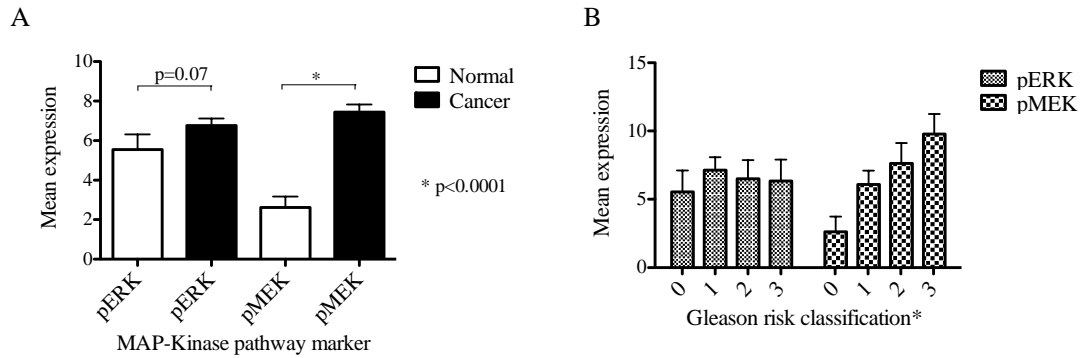 A
10
8
6
4
2
0
Mean expression
p=0.07
*
Normal
Cancer
* p<0.0001
pERK
pERK
pMEK
pMEK
MAP-Kinase pathway marker
B
15
10
5
0
Mean expression
pERK
pMEK
0
1
2
3
0
1
2
3
Gleason risk classification*